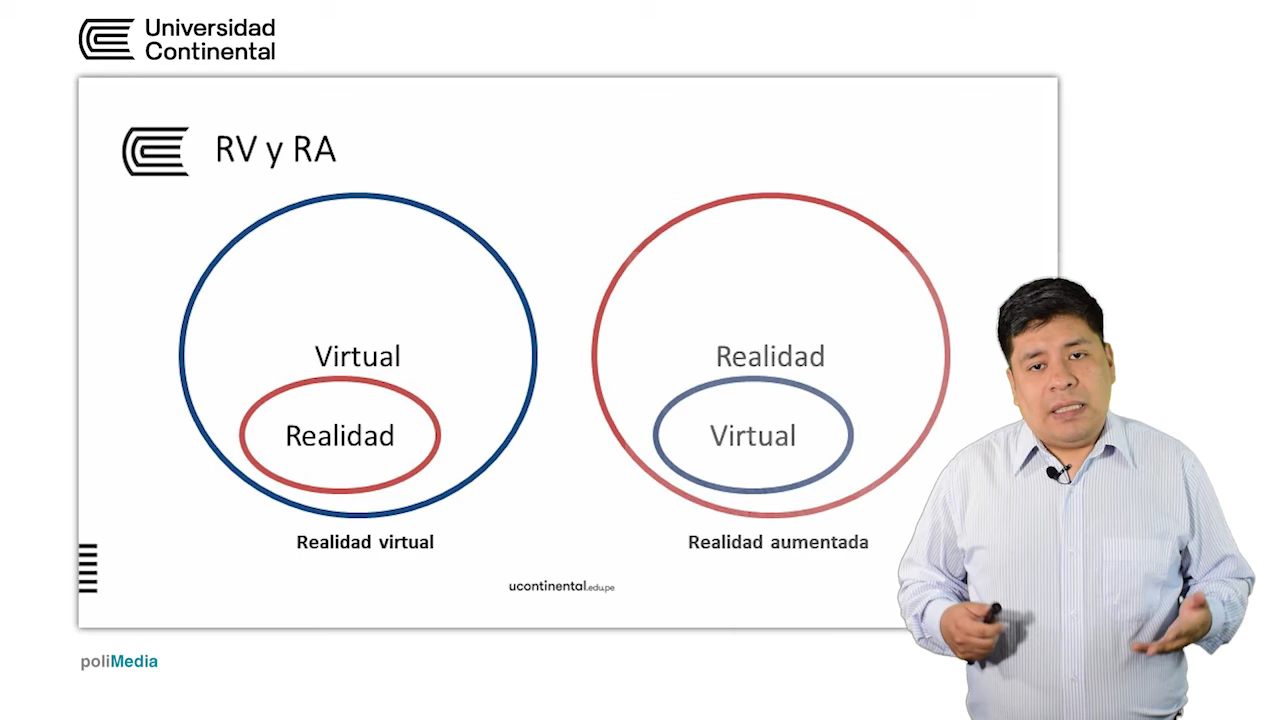 Universidad
Continental
RV y RA
Virtual
Realidad
Realidad
Virtual
Realidad virtual
Realidad aumentada
ucontinental.edu.pe
poliMedia